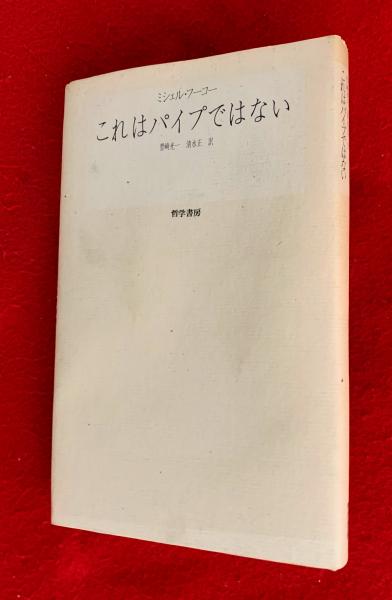 ミシェル・フーコー
これはパイプではない
豊崎光一 清水正 訳
哲学書房
これはパイプではない